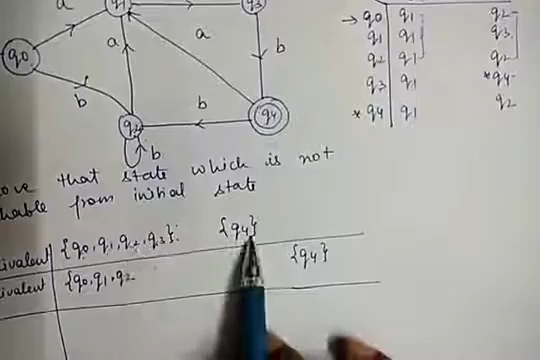 a
q1
q3
q0
a
a
b
b
b
q4
b
→ q0 q1 q2
q1 q1 q3
q2 q1 q2
q3 q1 *q4
* q4 q1 q2
that state which is not
from initial state
{q0, q1, q2, q3} {q4}
{q0, q1, q2 {q4}